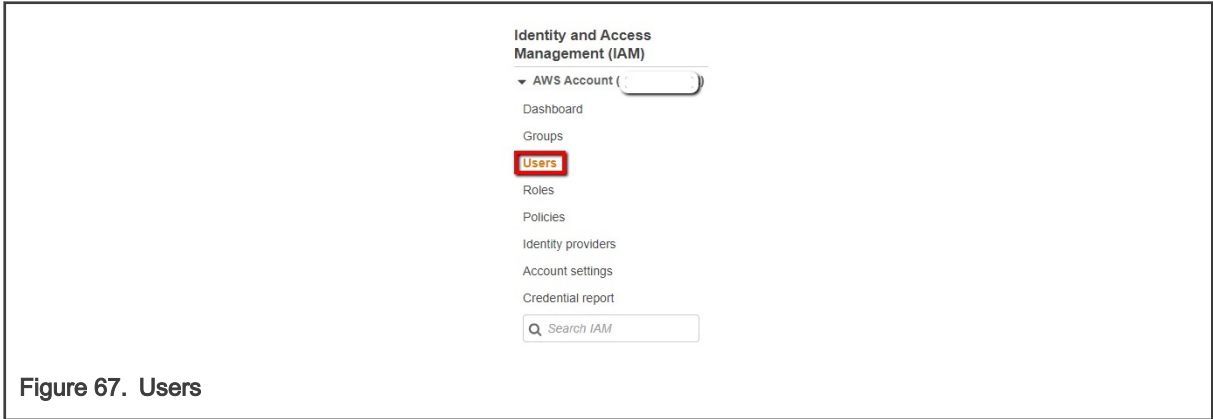 Identity and Access
Management (IAM)
AWS Account ( )
Dashboard
Groups
Users
Roles
Policies
Identity providers
Account settings
Credential report
Search IAM
Figure 67. Users